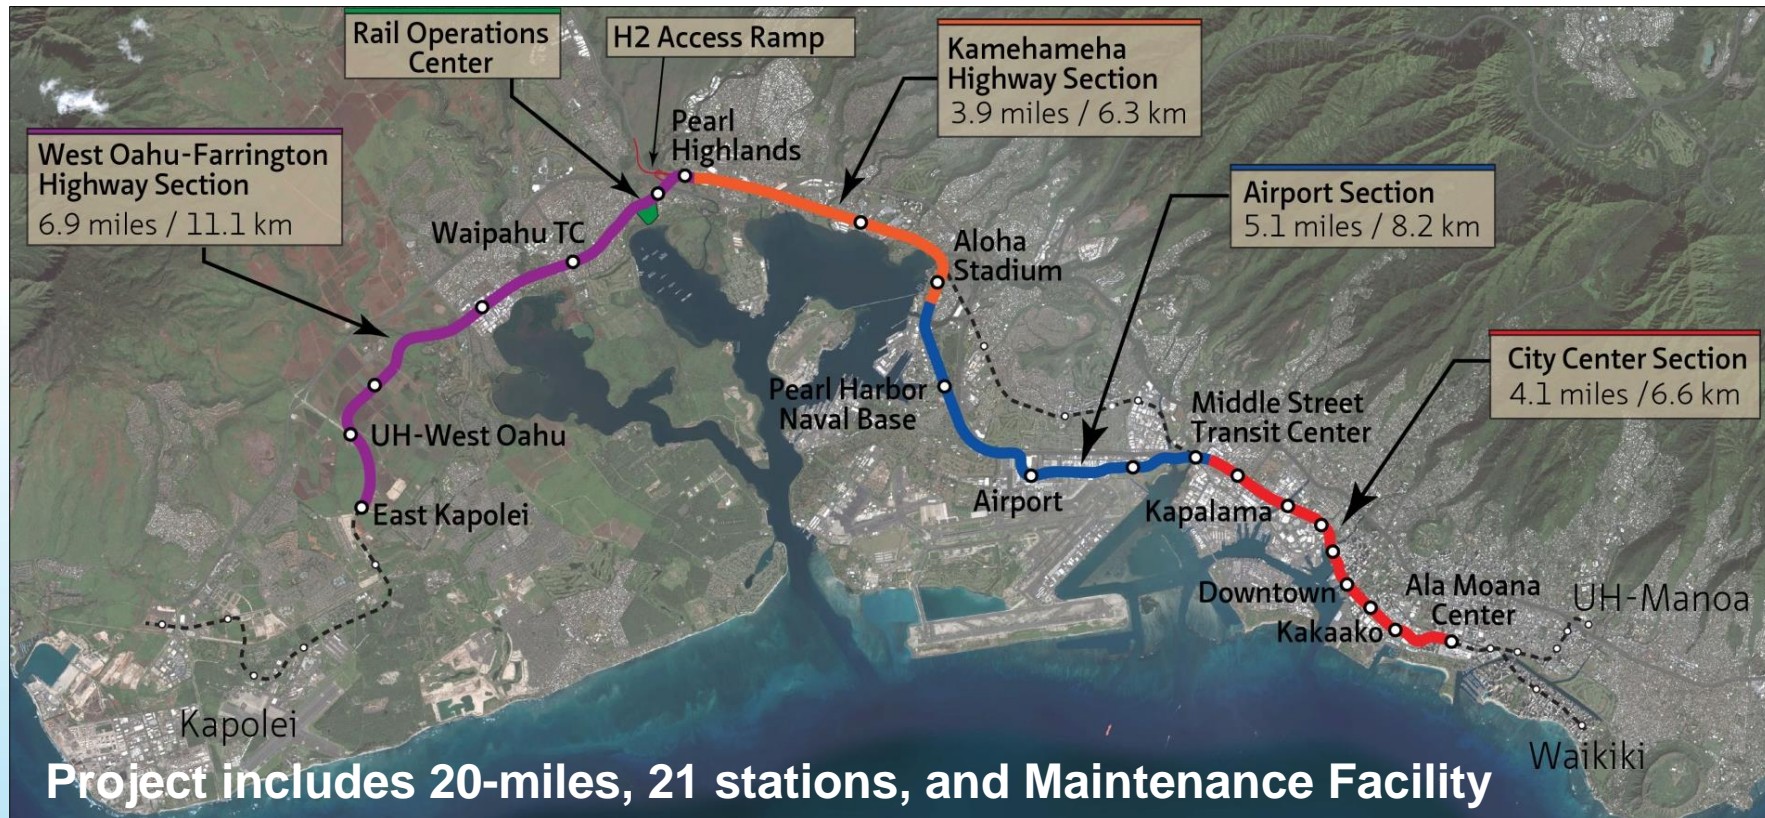 Rail Operations
Center
H2 Access Ramp
Kamehameha
Highway Section
3.9 miles / 6.3 km
West Oahu-Farrington
Highway Section
6.9 miles / 11.1 km
Pearl
Highlands
Airport Section
5.1 miles / 8.2 km
Waipahu TC
Aloha
Stadium
City Center Section
4.1 miles /6.6 km
Pearl Harbor
Naval Base
Middle Street
Transit Center
UH-West Oahu
Airport
Kapalama
East Kapolei
Downtown
Ala Moana
Center
UH-Manoa
Kakaako
Kapolei
Waikiki
Project includes 20-miles, 21 stations, and Maintenance Facility